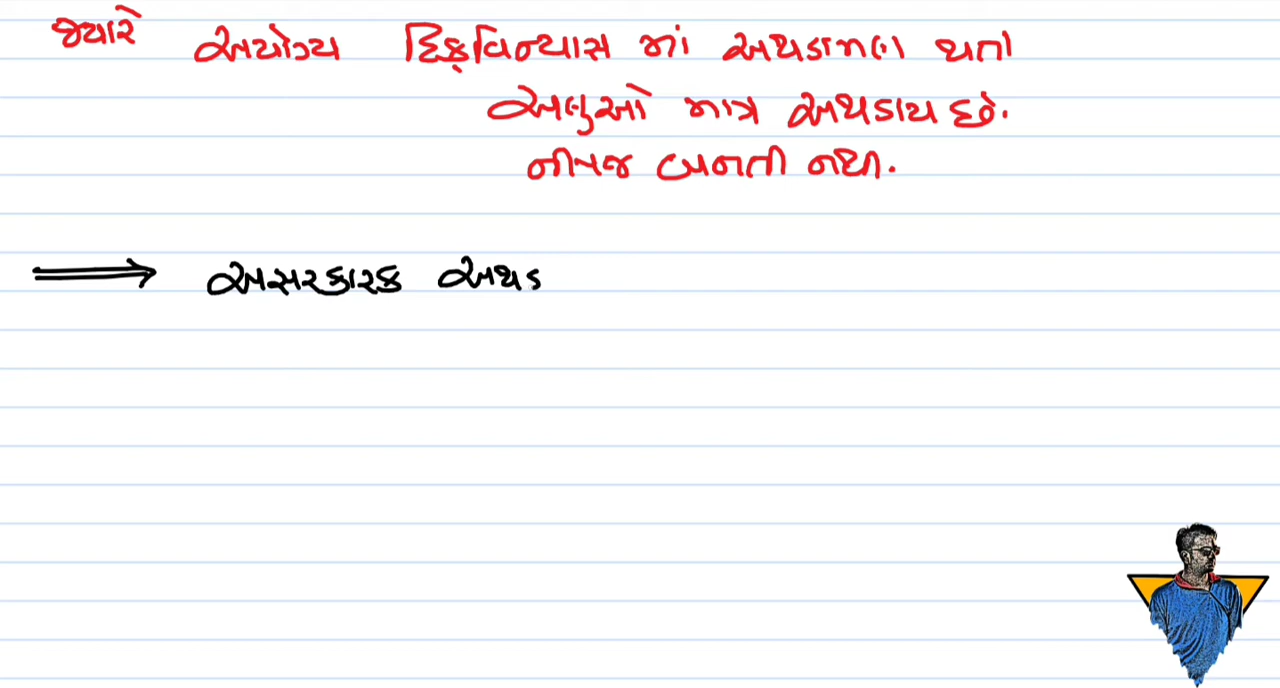 જ્યારે અયોગ્ય દિક્વિન્યાસ માં અથડામણ થતા
અણુઓ માત્ર અથડાય છે.
નીપજ બનતી નથી.
⟹ અસરકારક અથડ